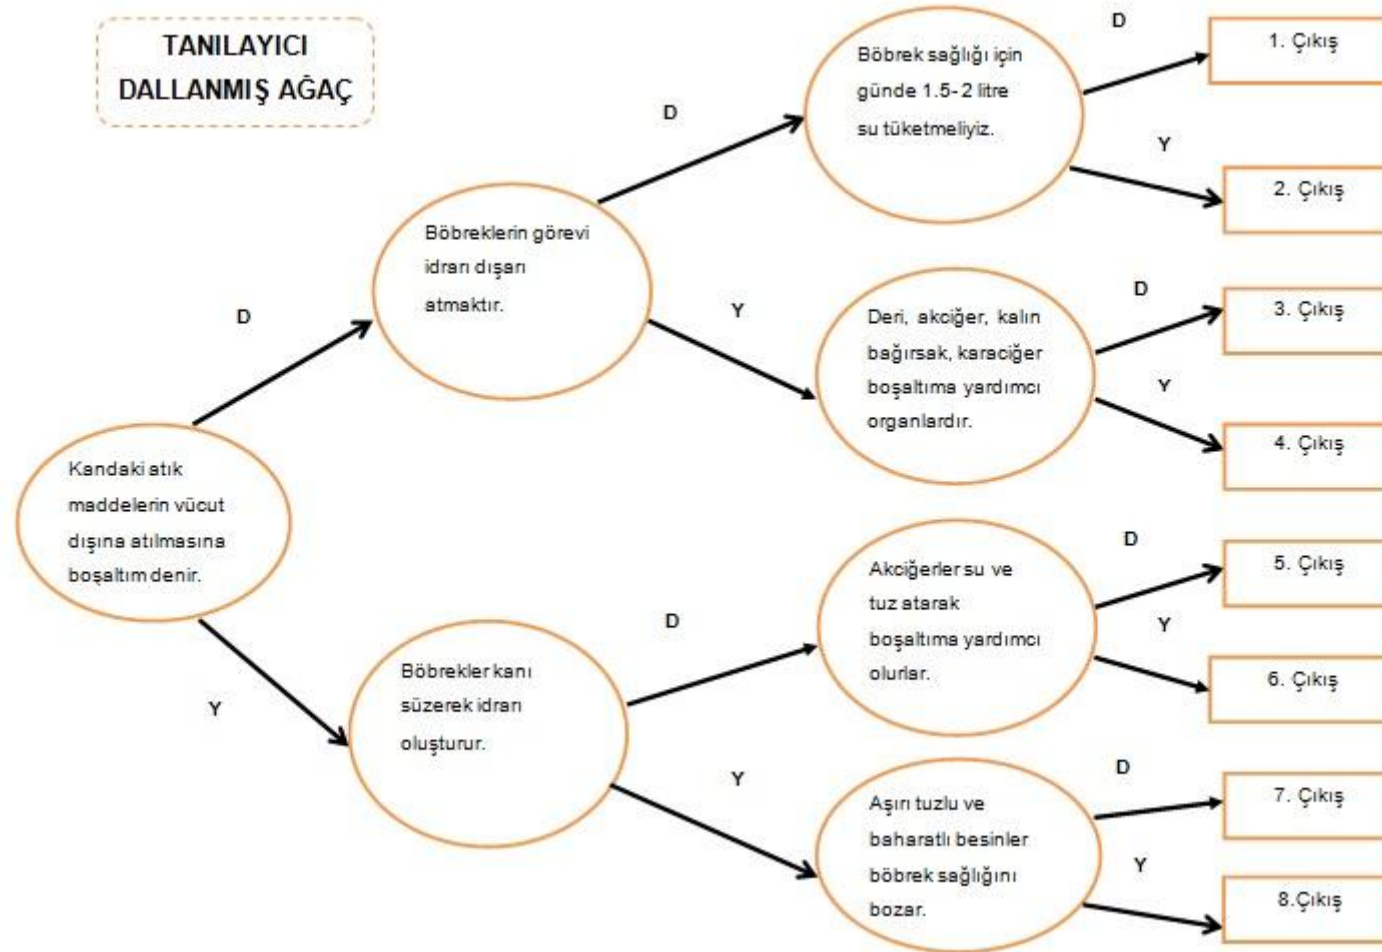 TANILAYICI
DALLANMIŞ AĞAÇ
Kandaki atık
maddelerin vücut
dışına atılmasına
boşaltım denir.
D
Y
Böbreklerin görevi
idrarı dışarı
atmaktır.
D
Y
Böbrekler kanı
süzerek idrarı
oluşturur.
D
Y
Böbrek sağlığı için
günde 1.5- 2 litre
su tüketmeliyiz.
D
Y
Deri, akciğer, kalın
bağırsak, karaciğer
boşaltıma yardımcı
organlardır.
D
Y
Akciğerler su ve
tuz atarak
boşaltıma yardımcı
olurlar.
D
Y
Aşırı tuzlu ve
baharatlı besinler
böbrek sağlığını
bozar.
D
Y
1. Çıkış
2. Çıkış
3. Çıkış
4. Çıkış
5. Çıkış
6. Çıkış
7. Çıkış
8.Çıkış